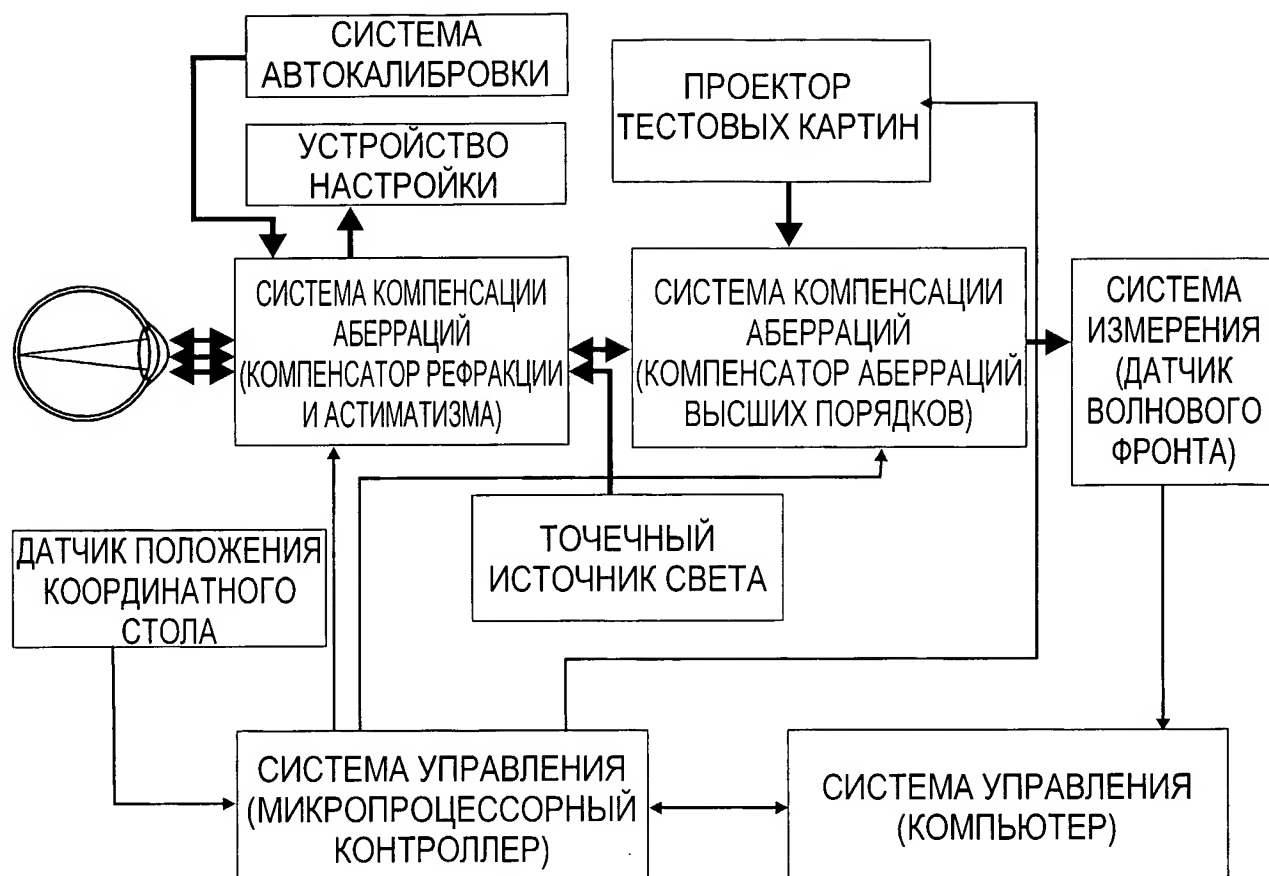 СИСТЕМА
АВТОКАЛИБРОВКИ
ПРОЕКТОР
ТЕСТОВЫХ КАРТИН
УСТРОЙСТВО
НАСТРОЙКИ
СИСТЕМА КОМПЕНСАЦИИ
АБЕРРАЦИЙ
(КОМПЕНСАТОР РЕФРАКЦИИ
И АСТИМАТИЗМА)
СИСТЕМА КОМПЕНСАЦИИ
АБЕРРАЦИЙ
(КОМПЕНСАТОР АБЕРРАЦИЙ
ВЫСШИХ ПОРЯДКОВ)
СИСТЕМА
ИЗМЕРЕНИЯ
(ДАТЧИК
ВОЛНОВОГО
ФРОНТА)
ТОЧЕЧНЫЙ
ИСТОЧНИК СВЕТА
ДАТЧИК ПОЛОЖЕНИЯ
КООРДИНАТНОГО
СТОЛА
СИСТЕМА УПРАВЛЕНИЯ
(МИКРОПРОЦЕССОРНЫЙ
КОНТРОЛЛЕР)
СИСТЕМА УПРАВЛЕНИЯ
(КОМПЬЮТЕР)